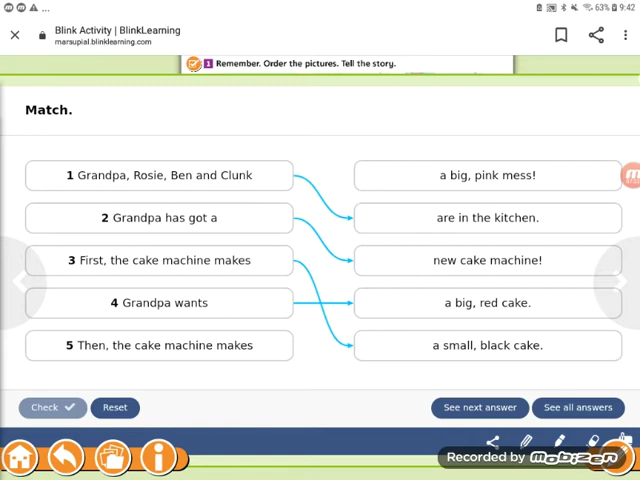 ... 63% 9:42
Blink Activity | BlinkLearning
marsupial.blinklearning.com
1 Remember. Order the pictures. Tell the story.
Match.
1 Grandpa, Rosie, Ben and Clunk
a big, pink mess!
2 Grandpa has got a
are in the kitchen.
3 First, the cake machine makes
new cake machine!
4 Grandpa wants
a big, red cake.
5 Then, the cake machine makes
a small, black cake.
Check Reset See next answer See all answers
Recorded by Mobizen